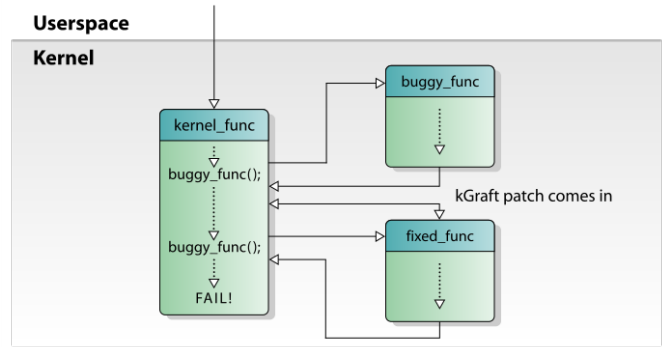 Userspace
Kernel
kernel_func
buggy_func();
buggy_func();
FAIL!
buggy_func
kGraft patch comes in
fixed_func